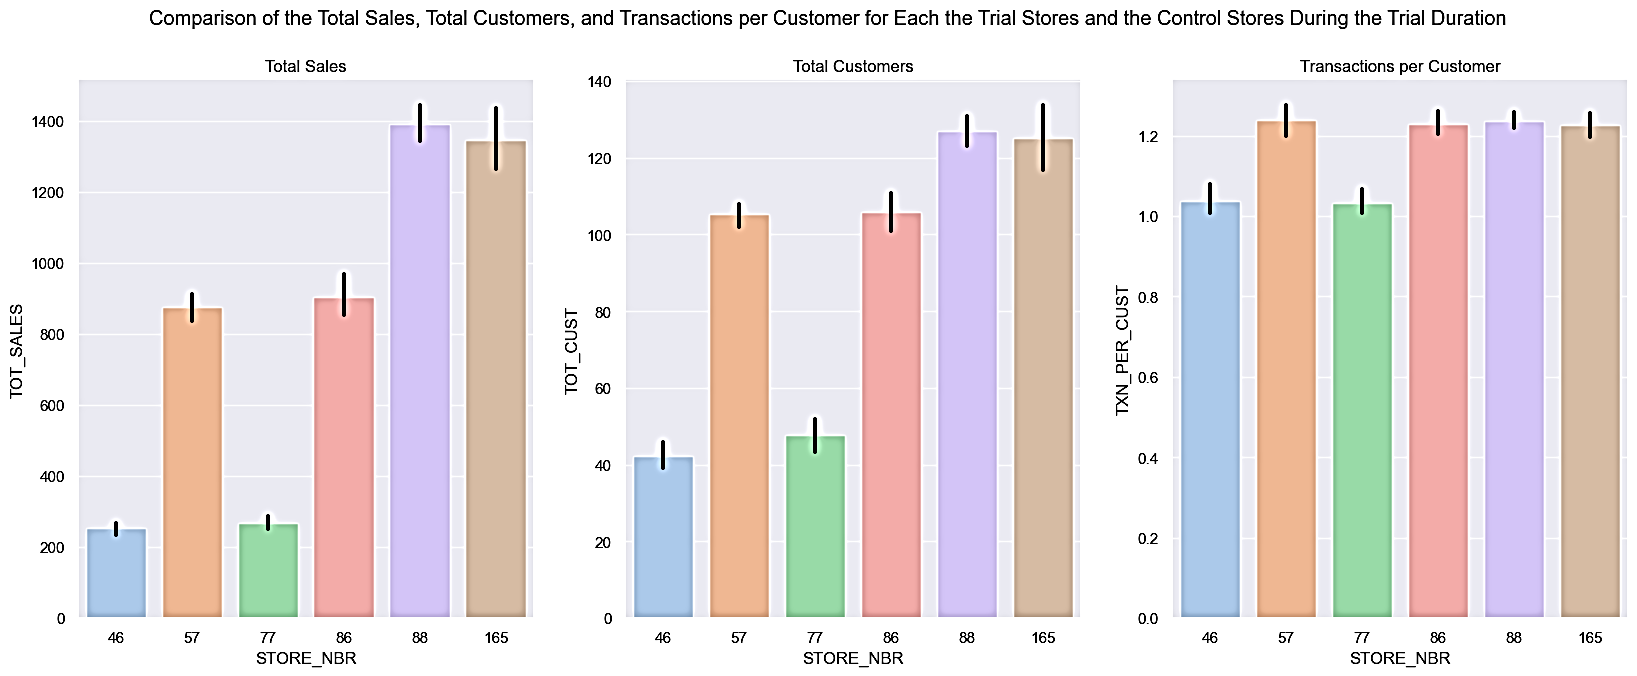 Comparison of the Total Sales, Total Customers, and Transactions per Customer for Each the Trial Stores and the Control Stores During the Trial Duration
Total Sales
TOT_SALES
1400
1200
1000
800
600
400
200
0
46 57 77 86 88 165
STORE_NBR
Total Customers
TOT_CUST
140
120
100
80
60
40
20
0
46 57 77 86 88 165
STORE_NBR
Transactions per Customer
TXN_PER_CUST
1.2
1.0
0.8
0.6
0.4
0.2
0.0
46 57 77 86 88 165
STORE_NBR